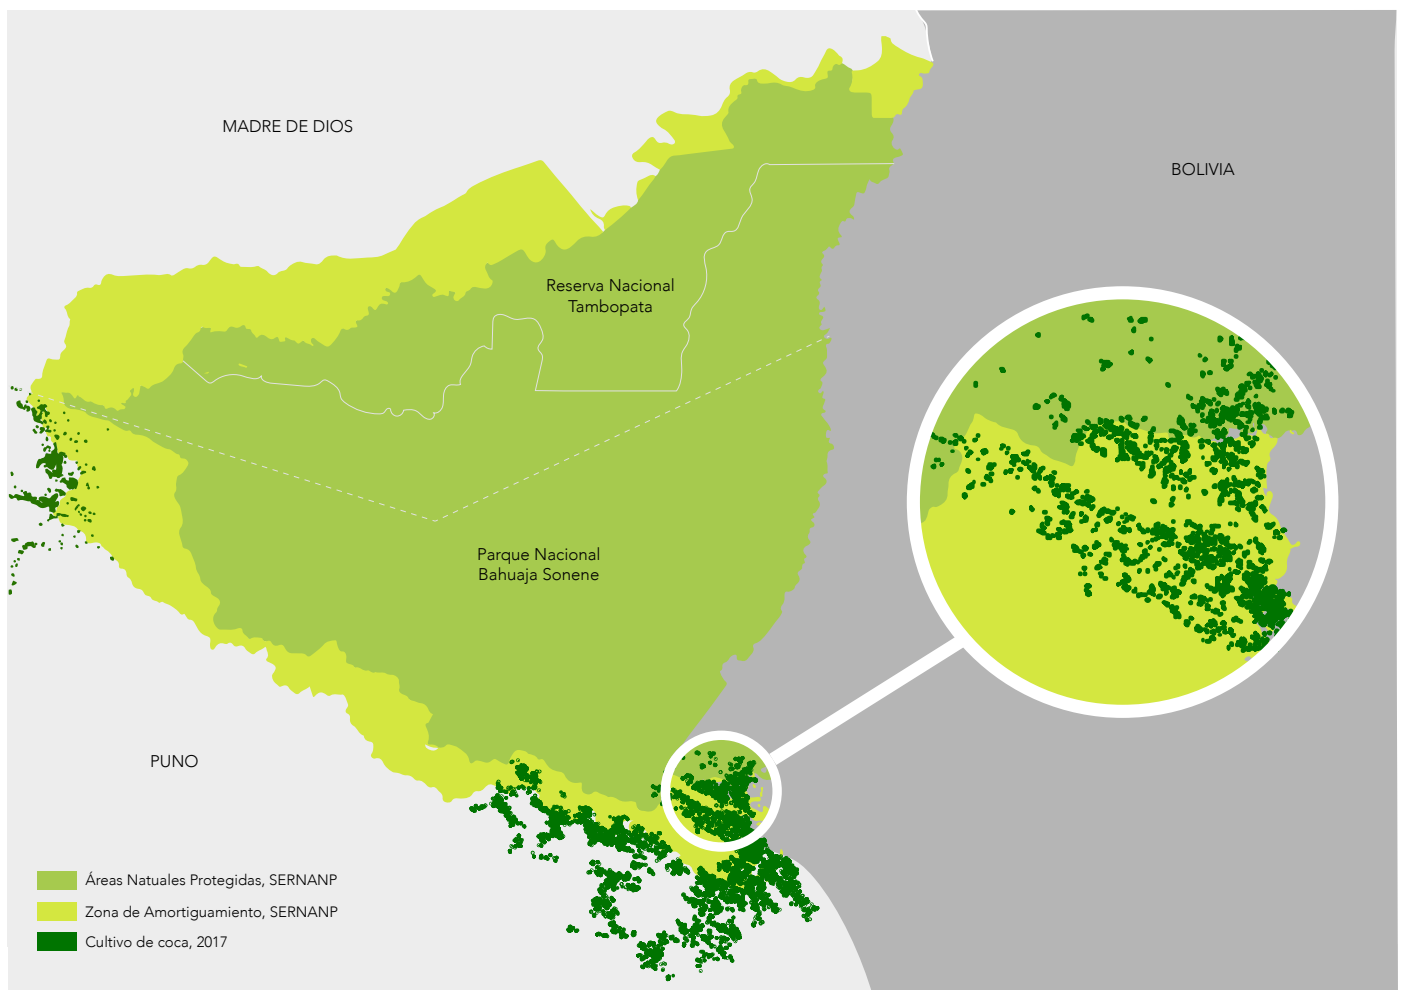 MADRE DE DIOS
BOLIVIA
Reserva Nacional
Tambopata
Parque Nacional
Bahuaja Sonene
PUNO
Áreas Natuales Protegidas, SERNANP
Zona de Amortiguamiento, SERNANP
Cultivo de coca, 2017